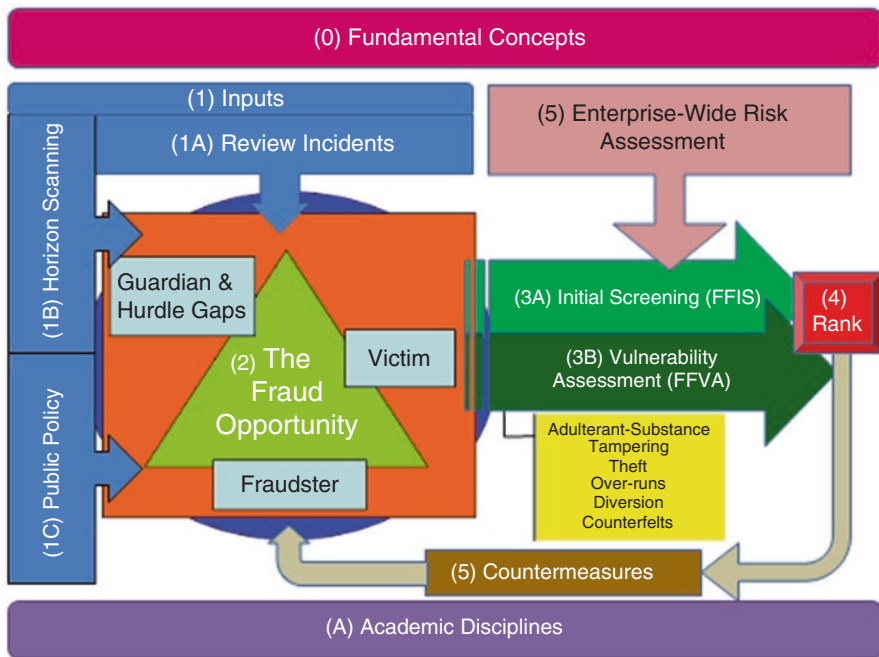 (0) Fundamental Concepts
(1) Inputs
(1A) Review Incidents
(1B) Horizon Scanning
(1C) Public Policy
Guardian &
Hurdle Gaps
(2) The
Fraud
Opportunity
Victim
Fraudster
(5) Enterprise-Wide Risk
Assessment
(3A) Initial Screening (FFIS)
(3B) Vulnerability
Assessment (FFVA)
(4)
Rank
Adulterant-Substance
Tampering
Theft
Over-runs
Diversion
Counterfelts
(5) Countermeasures
(A) Academic Disciplines